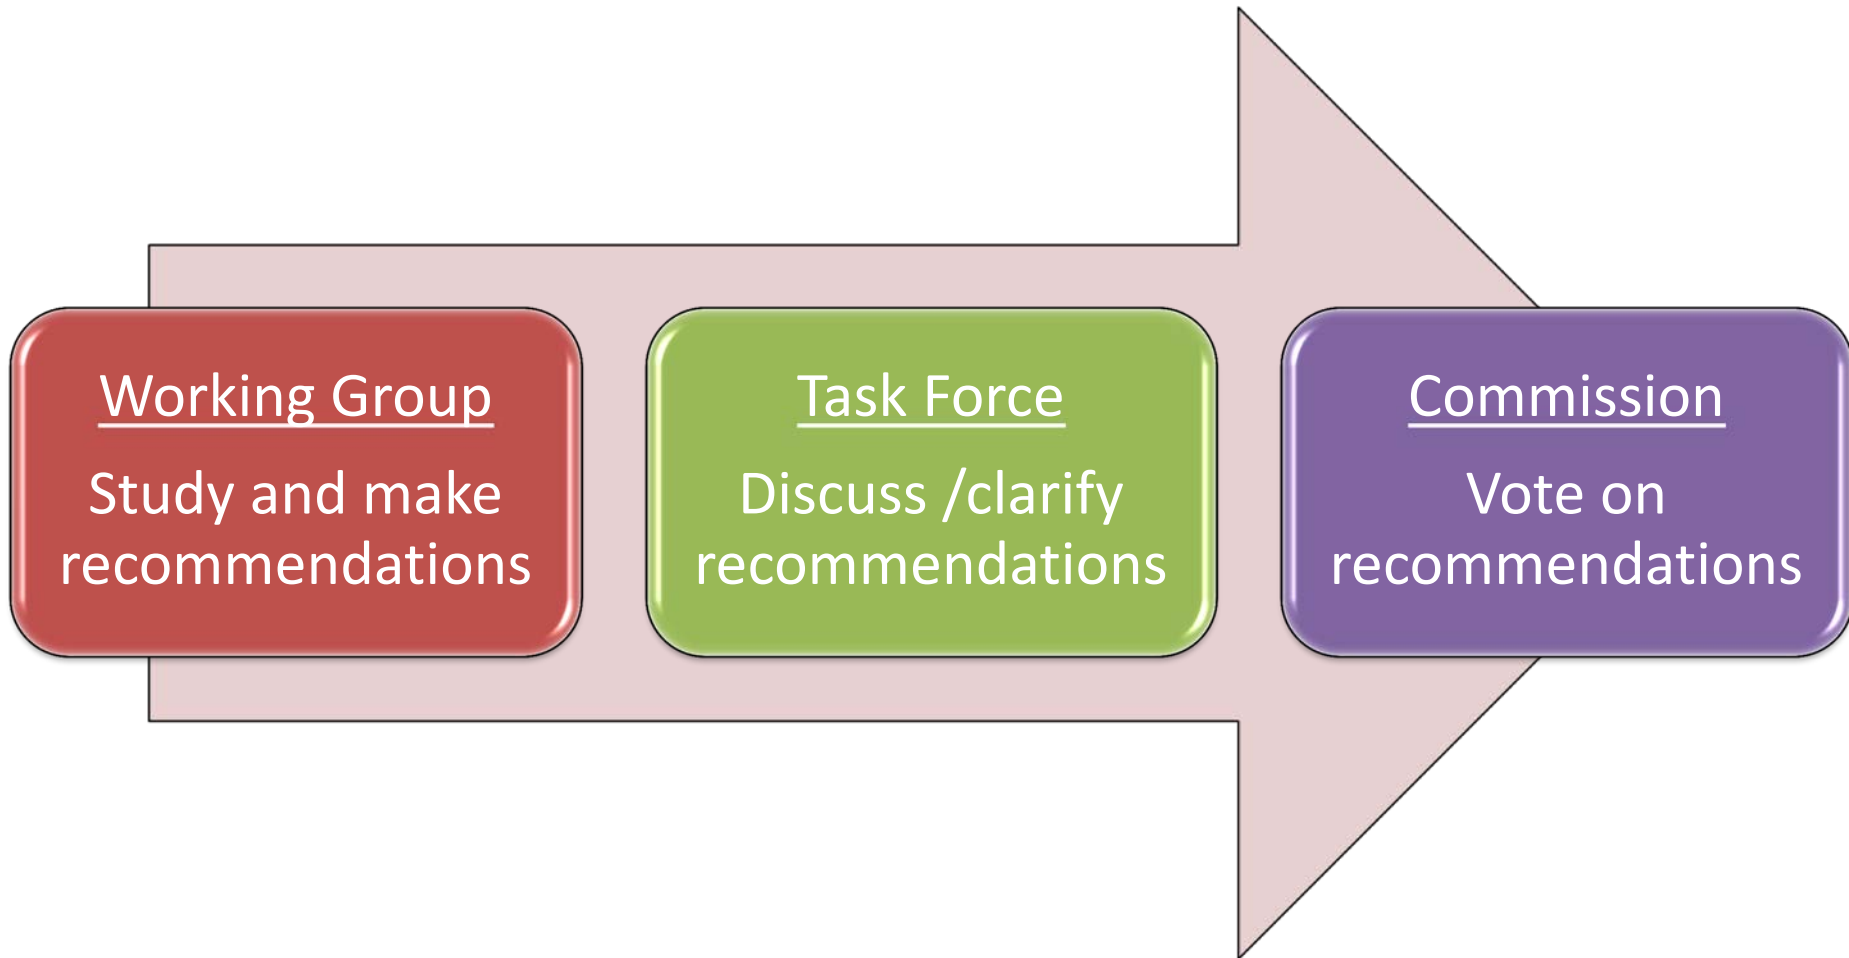 Working Group
Study and make
recommendations
Task Force
Discuss /clarify
recommendations
Commission
Vote on
recommendations